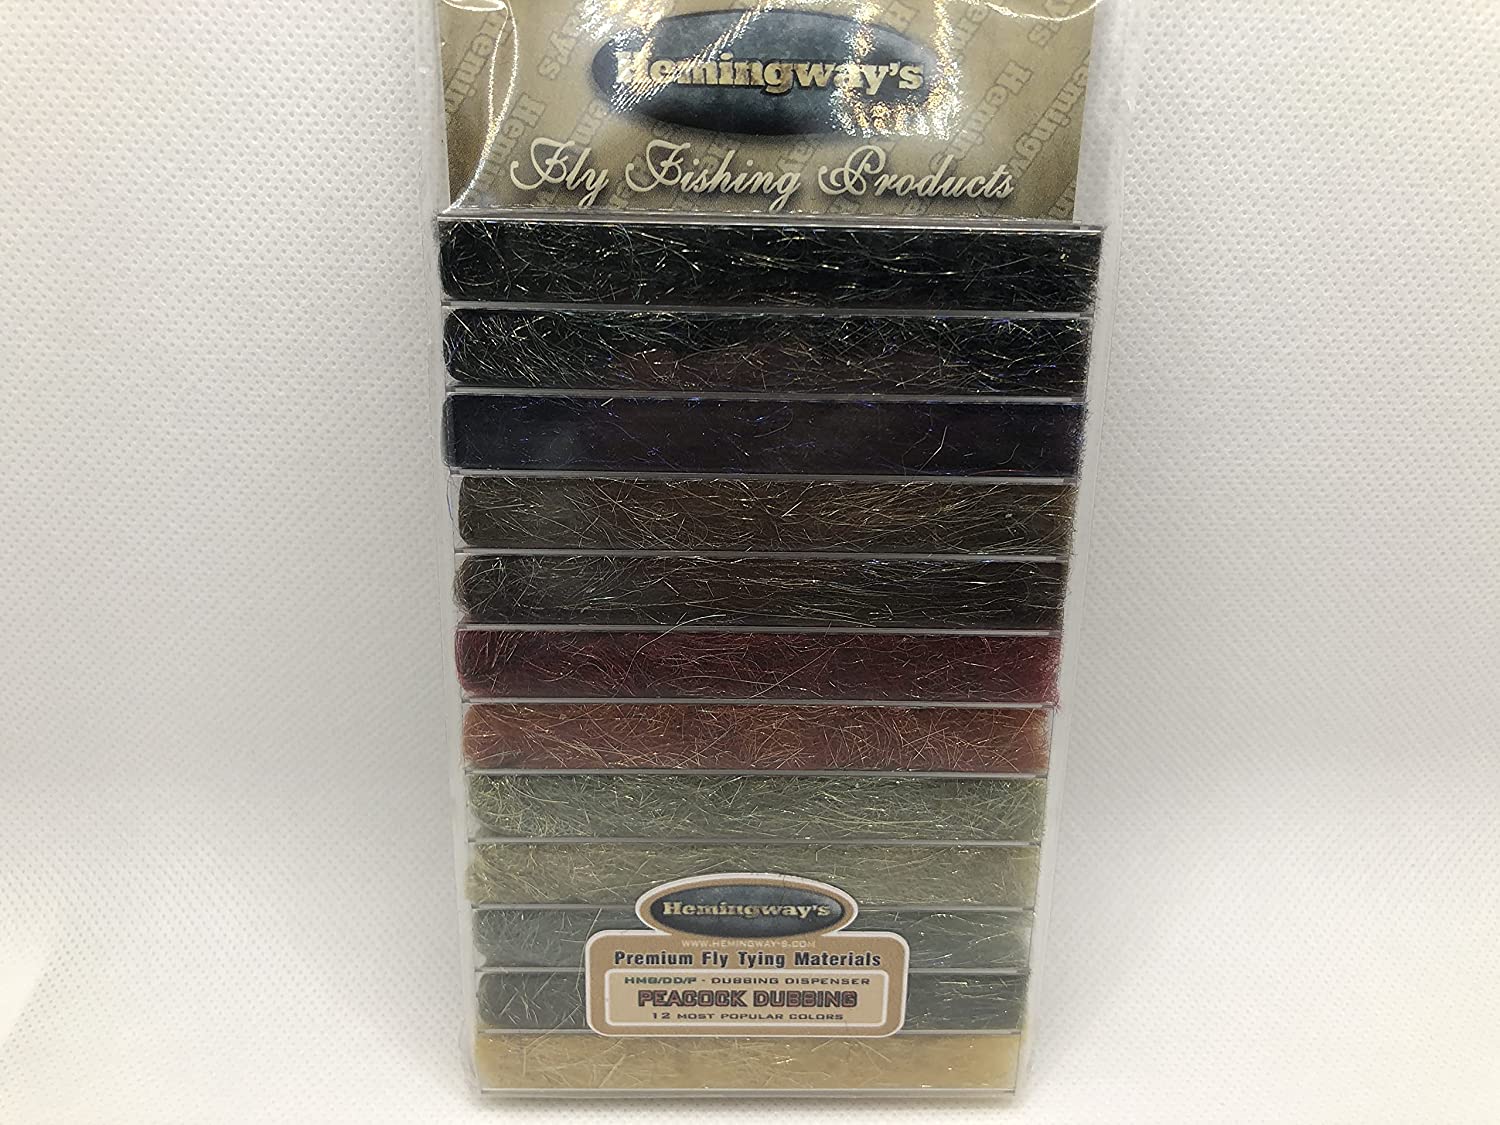 Hemingway's
Fly Fishing Products
Hemingway's
WWW.HEMINGWAY-S.COM
Premium Fly Tying Materials
HMG/DD/P - DUBBING DISPENSER
PEACOCK DUBBING
12 MOST POPULAR COLORS